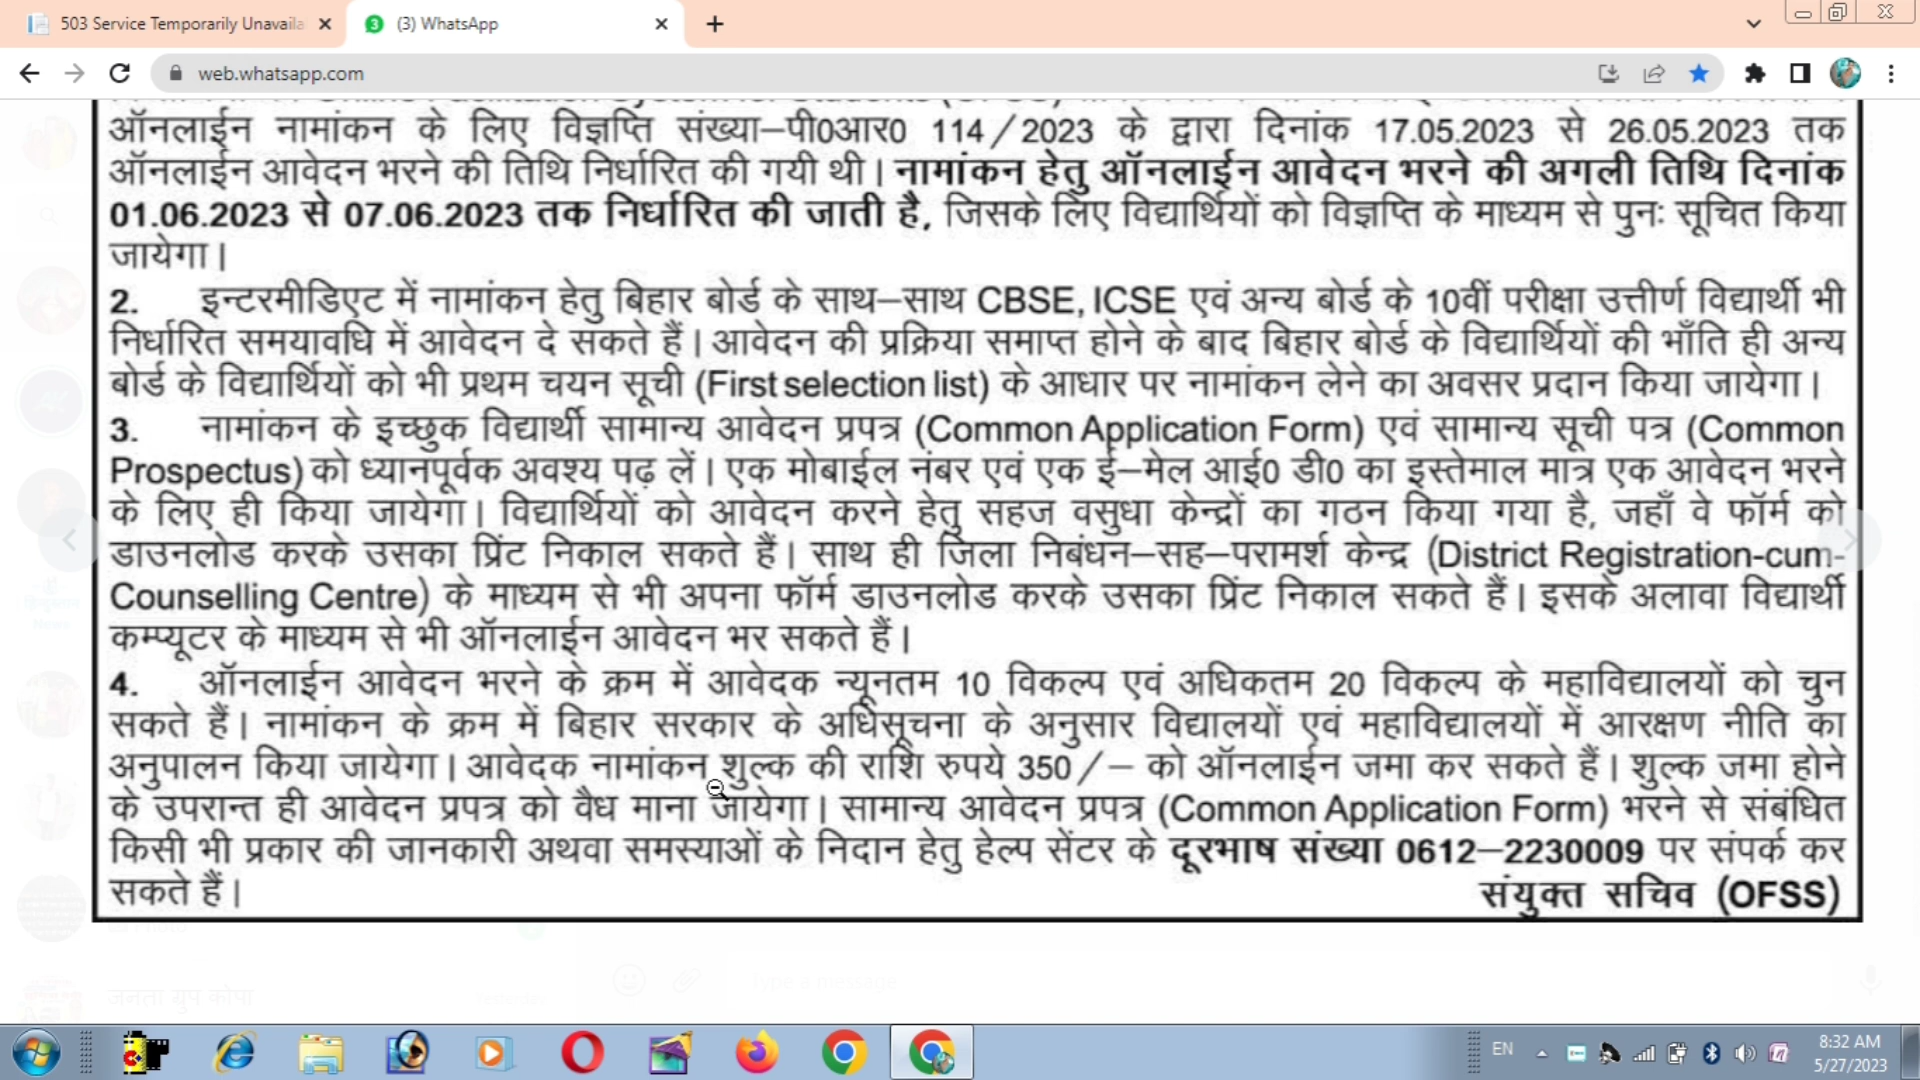 503 Service Temporarily Unavaila
(3) WhatsApp
web.whatsapp.com
ऑनलाईन नामांकन के लिए विज्ञप्ति संख्या–पी0आर0 114/2023 के द्वारा दिनांक 17.05.2023 से 26.05.2023 तक
ऑनलाईन आवेदन भरने की तिथि निर्धारित की गयी थी। नामांकन हेतु ऑनलाईन आवेदन भरने की अगली तिथि दिनांक
01.06.2023 से 07.06.2023 तक निर्धारित की जाती है, जिसके लिए विद्यार्थियों को विज्ञप्ति के माध्यम से पुनः सूचित किया
जायेगा।
2. इन्टरमीडिएट में नामांकन हेतु बिहार बोर्ड के साथ–साथ CBSE, ICSE एवं अन्य बोर्ड के 10वीं परीक्षा उत्तीर्ण विद्यार्थी भी
निर्धारित समयावधि में आवेदन दे सकते हैं। आवेदन की प्रक्रिया समाप्त होने के बाद बिहार बोर्ड के विद्यार्थियों की भाँति ही अन्य
बोर्ड के विद्यार्थियों को भी प्रथम चयन सूची (First selection list) के आधार पर नामांकन लेने का अवसर प्रदान किया जायेगा।
3. नामांकन के इच्छुक विद्यार्थी सामान्य आवेदन प्रपत्र (Common Application Form) एवं सामान्य सूची पत्र (Common
Prospectus) को ध्यानपूर्वक अवश्य पढ़ लें। एक मोबाईल नंबर एवं एक ई–मेल आई0 डी0 का इस्तेमाल मात्र एक आवेदन भरने
के लिए ही किया जायेगा। विद्यार्थियों को आवेदन करने हेतु सहज वसुधा केन्द्रों का गठन किया गया है, जहाँ वे फॉर्म को
डाउनलोड करके उसका प्रिंट निकाल सकते हैं। साथ ही जिला निबंधन–सह–परामर्श केन्द्र (District Registration-cum-
Counselling Centre) के माध्यम से भी अपना फॉर्म डाउनलोड करके उसका प्रिंट निकाल सकते हैं। इसके अलावा विद्यार्थी
कम्प्यूटर के माध्यम से भी ऑनलाईन आवेदन भर सकते हैं।
4. ऑनलाईन आवेदन भरने के क्रम में आवेदक न्यूनतम 10 विकल्प एवं अधिकतम 20 विकल्प के महाविद्यालयों को चुन
सकते हैं। नामांकन के क्रम में बिहार सरकार के अधिसूचना के अनुसार विद्यालयों एवं महाविद्यालयों में आरक्षण नीति का
अनुपालन किया जायेगा। आवेदक नामांकन शुल्क की राशि रुपये 350/– को ऑनलाईन जमा कर सकते हैं। शुल्क जमा होने
के उपरान्त ही आवेदन प्रपत्र को वैध माना जायेगा। सामान्य आवेदन प्रपत्र (Common Application Form) भरने से संबंधित
किसी भी प्रकार की जानकारी अथवा समस्याओं के निदान हेतु हेल्प सेंटर के दूरभाष संख्या 0612–2230009 पर संपर्क कर
सकते हैं।
संयुक्त सचिव (OFSS)
Photo
Type a message
जनता ग्रुप कोपा
EN
8:32 AM
5/27/2023